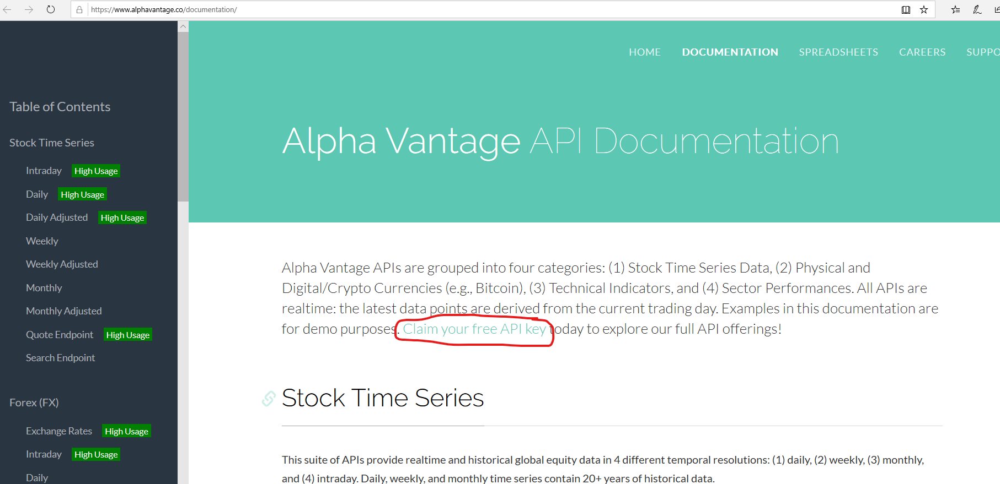 https://www.alphavantage.co/documentation/
HOME DOCUMENTATION SPREADSHEETS CAREERS SUPPO
Table of Contents
Stock Time Series
Intraday High Usage
Daily High Usage
Daily Adjusted High Usage
Weekly
Weekly Adjusted
Monthly
Monthly Adjusted
Quote Endpoint High Usage
Search Endpoint
Forex (FX)
Exchange Rates High Usage
Intraday High Usage
Daily
Alpha Vantage API Documentation
Alpha Vantage APIs are grouped into four categories: (1) Stock Time Series Data, (2) Physical and
Digital/Crypto Currencies (e.g., Bitcoin), (3) Technical Indicators, and (4) Sector Performances. All APIs are
realtime: the latest data points are derived from the current trading day. Examples in this documentation are
for demo purposes. Claim your free API key today to explore our full API offerings!
Stock Time Series
This suite of APIs provide realtime and historical global equity data in 4 different temporal resolutions: (1) daily, (2) weekly, (3) monthly,
and (4) intraday. Daily, weekly, and monthly time series contain 20+ years of historical data.